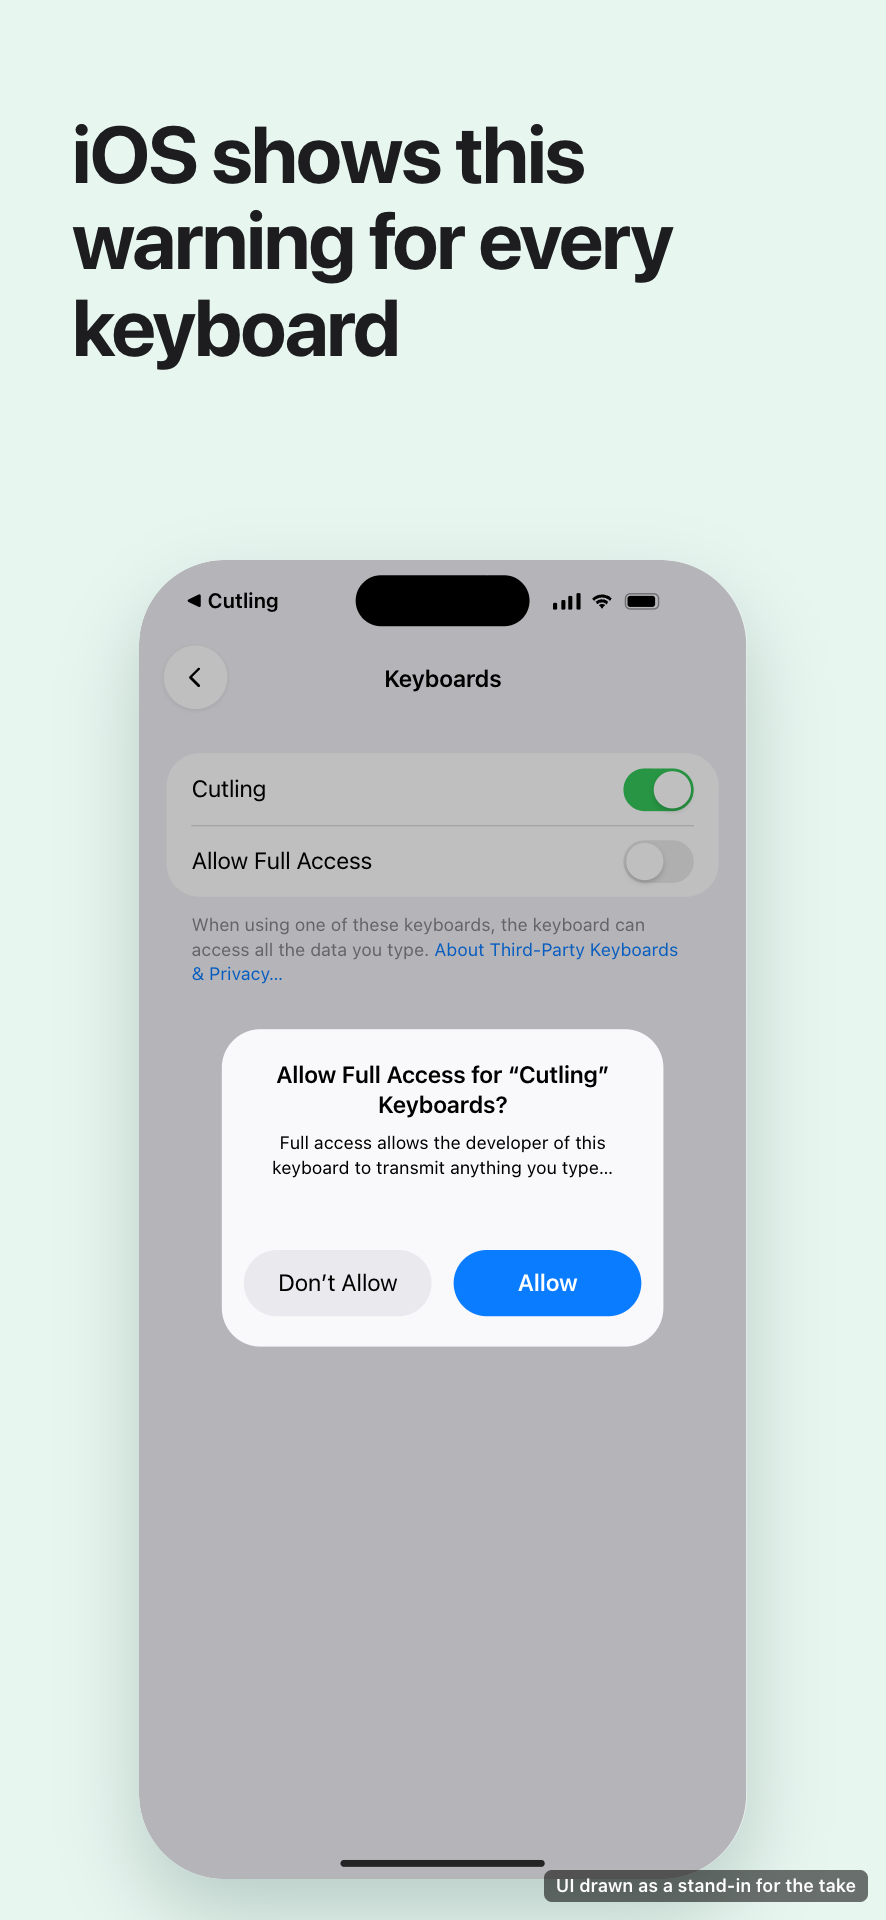 iOS shows this
warning for every
keyboard
Cutling
Keyboards
Cutling
Allow Full Access
When using one of these keyboards, the keyboard can
access all the data you type. About Third-Party Keyboards
& Privacy...
Allow Full Access for “Cutling”
Keyboards?
Full access allows the developer of this
keyboard to transmit anything you type...
Don’t Allow
Allow
UI drawn as a stand-in for the take